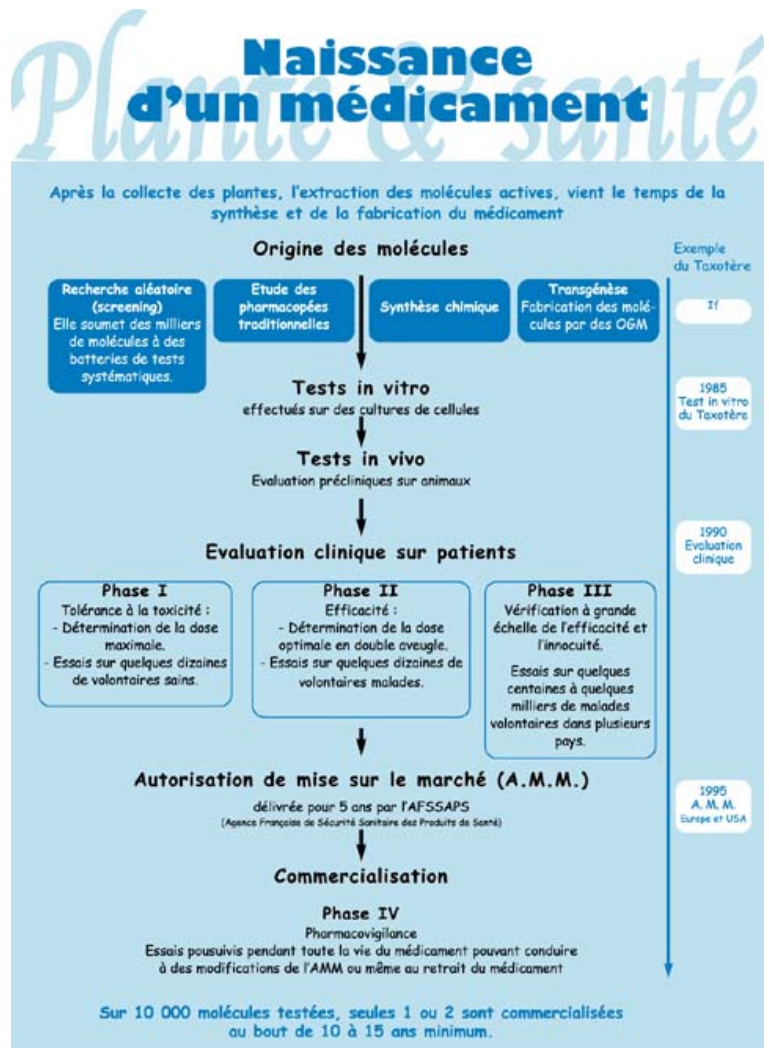 Plante & santé
Naissance
d'un médicament
Après la collecte des plantes, l'extraction des molécules actives, vient le temps de la
synthèse et de la fabrication du médicament
Origine des molécules
Exemple
du Taxotère
Recherche aléatoire
(screening)
Elle soumet des milliers
de molécules à des
batteries de tests
systématiques.
Etude des
pharmacopées
traditionnelles
Synthèse chimique
Transgénèse
Fabrication des molé-
cules par des OGM
If
Tests in vitro
effectués sur des cultures de cellules
1985
Test in vitro
du Taxotère
Tests in vivo
Evaluation précliniques sur animaux
Evaluation clinique sur patients
1990
Evaluation
clinique
Phase I
Tolérance à la toxicité :
- Détermination de la dose
maximale.
- Essais sur quelques dizaines
de volontaires sains.
Phase II
Efficacité :
- Détermination de la dose
optimale en double aveugle.
- Essais sur quelques dizaines de
volontaires malades.
Phase III
Vérification à grande
échelle de l'efficacité et
l'innocuité.
Essais sur quelques
centaines à quelques
milliers de malades
volontaires dans plusieurs
pays.
Autorisation de mise sur le marché (A.M.M.)
délivrée pour 5 ans par l'AFSSAPS
(Agence Française de Sécurité Sanitaire des Produits de Santé)
1995
A. M. M.
Europe et USA
Commercialisation
Phase IV
Pharmacovigilance
Essais pousuivis pendant toute la vie du médicament pouvant conduire
à des modifications de l'AMM ou même au retrait du médicament
Sur 10 000 molécules testées, seules 1 ou 2 sont commercialisées
au bout de 10 à 15 ans minimum.